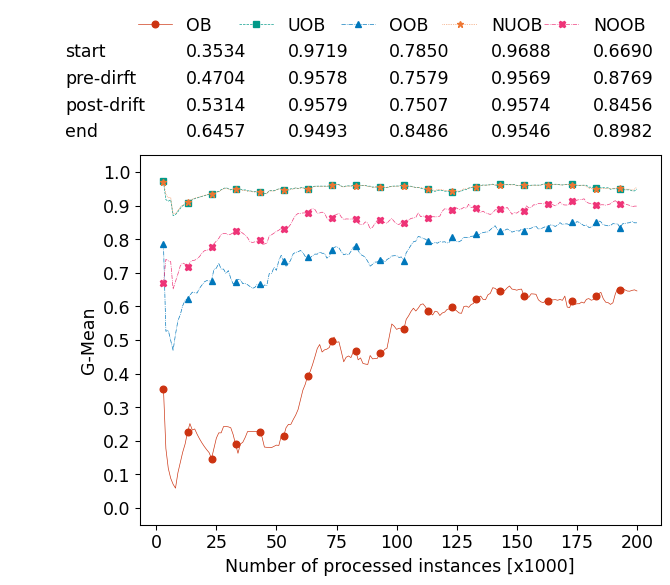 OB UOB OOB NUOB NOOB
start 0.3534 0.9719 0.7850 0.9688 0.6690
pre-dirft 0.4704 0.9578 0.7579 0.9569 0.8769
post-drift 0.5314 0.9579 0.7507 0.9574 0.8456
end 0.6457 0.9493 0.8486 0.9546 0.8982
1.0
0.9
0.8
0.7
0.6
0.5
0.4
0.3
0.2
0.1
0.0
G-Mean
0 25 50 75 100 125 150 175 200
Number of processed instances [x1000]